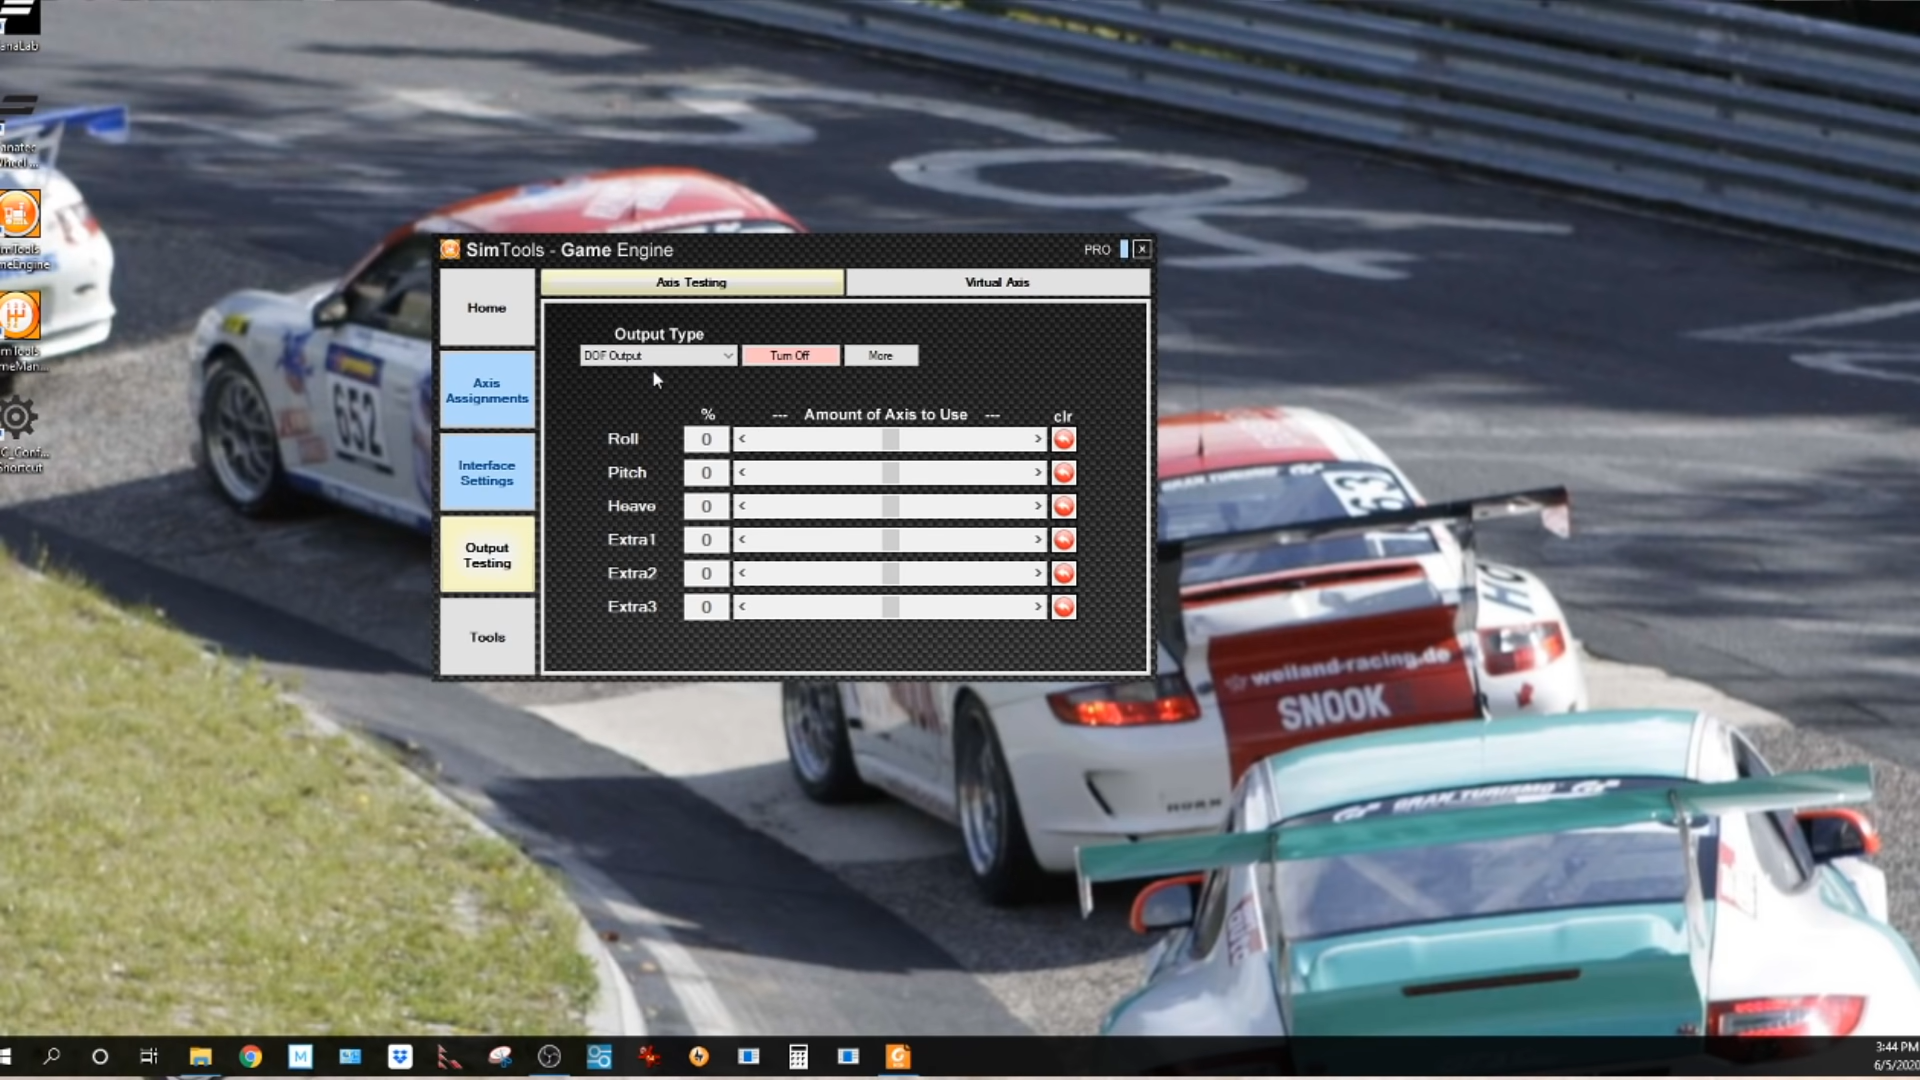 SimTools - Game Engine
PRO
Home
Axis
Assignments
Interface
Settings
Output
Testing
Tools
Axis Testing
Virtual Axis
Output Type
DOF Output
Turn Off
More
%
--- Amount of Axis to Use ---
clr
Roll
0
Pitch
0
Heave
0
Extra1
0
Extra2
0
Extra3
0
652
weiland-racing.de
SNOOK
GRAN TURISMO
3:44 PM
6/5/2020